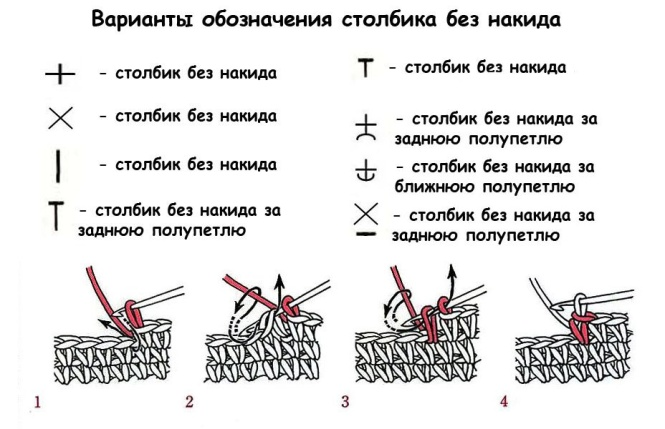 Варианты обозначения столбика без накида
- столбик без накида
- столбик без накида
- столбик без накида
- столбик без накида за
заднюю полупетлю
- столбик без накида
- столбик без накида за
заднюю полупетлю
- столбик без накида за
ближнюю полупетлю
- столбик без накида за
заднюю полупетлю
1
2
3
4